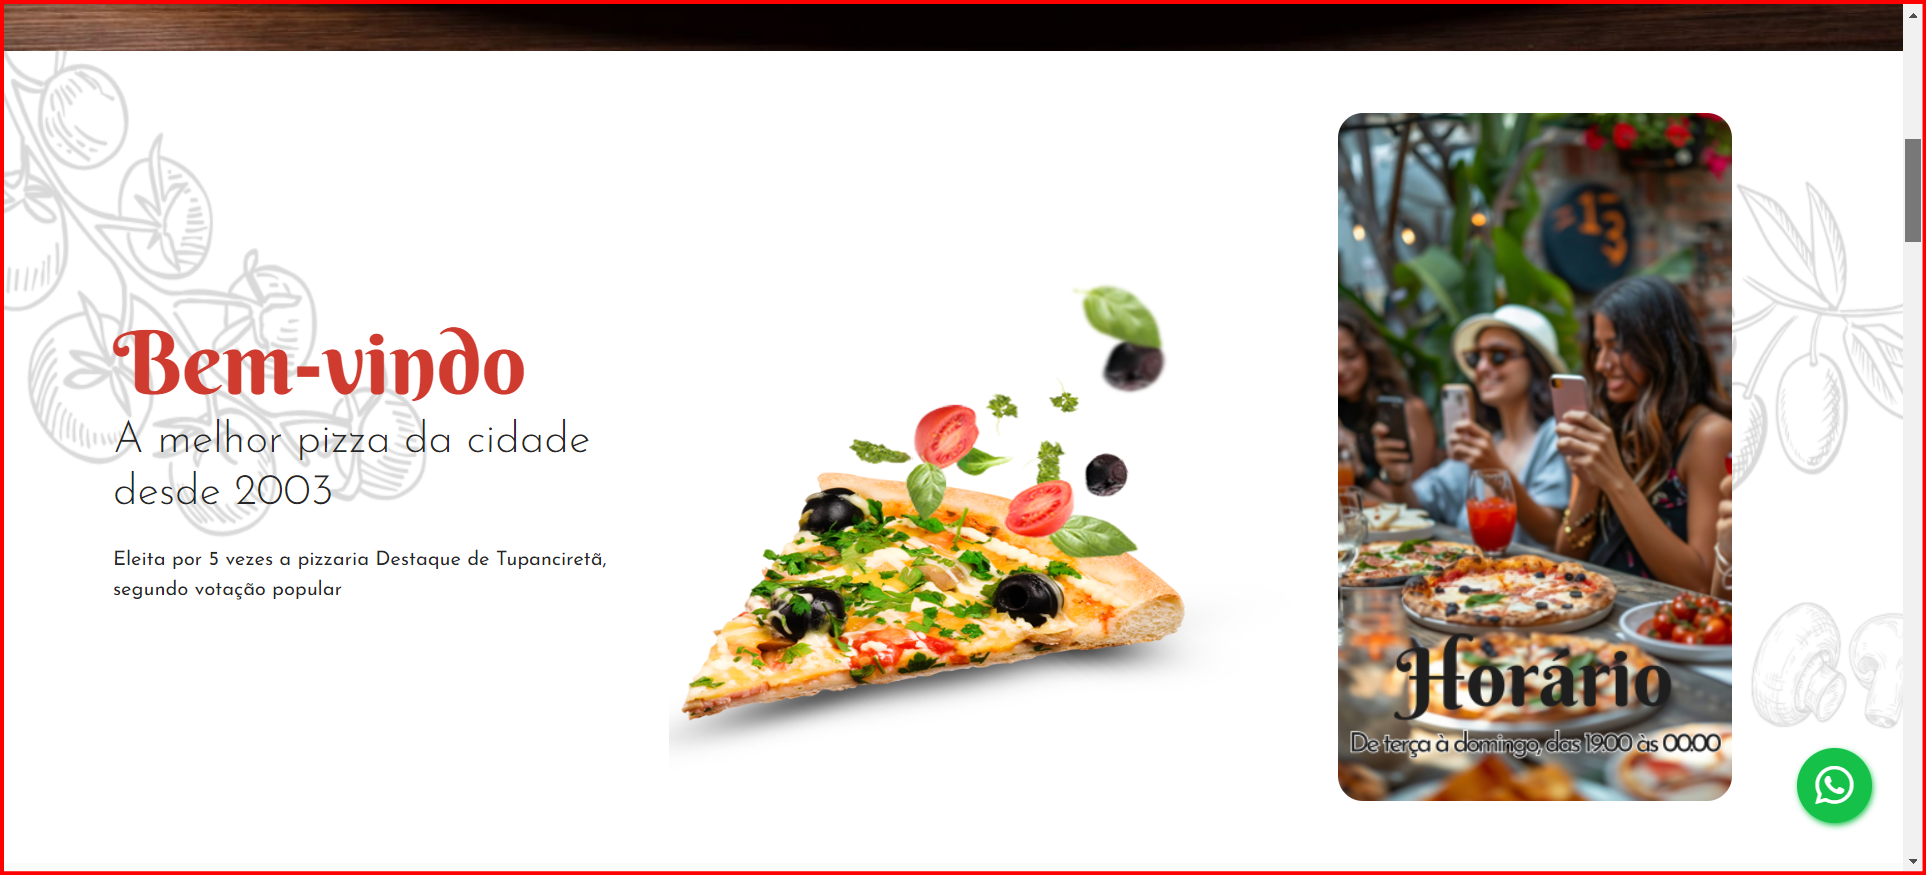 Bem-vindo
A melhor pizza da cidade
desde 2003
Eleita por 5 vezes a pizzaria Destaque de Tupanciretã,
segundo votação popular
13
Horário
De terça à domingo, das 19:00 às 00:00